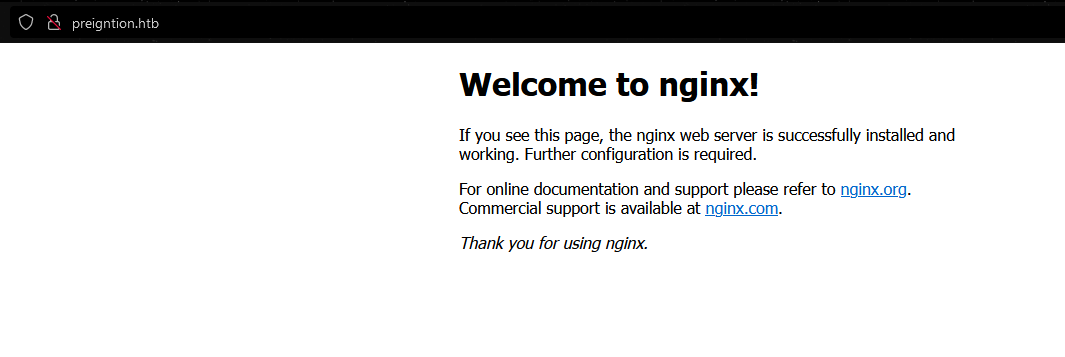 preigntion.htb
Welcome to nginx!
If you see this page, the nginx web server is successfully installed and
working. Further configuration is required.
For online documentation and support please refer to nginx.org.
Commercial support is available at nginx.com.
Thank you for using nginx.